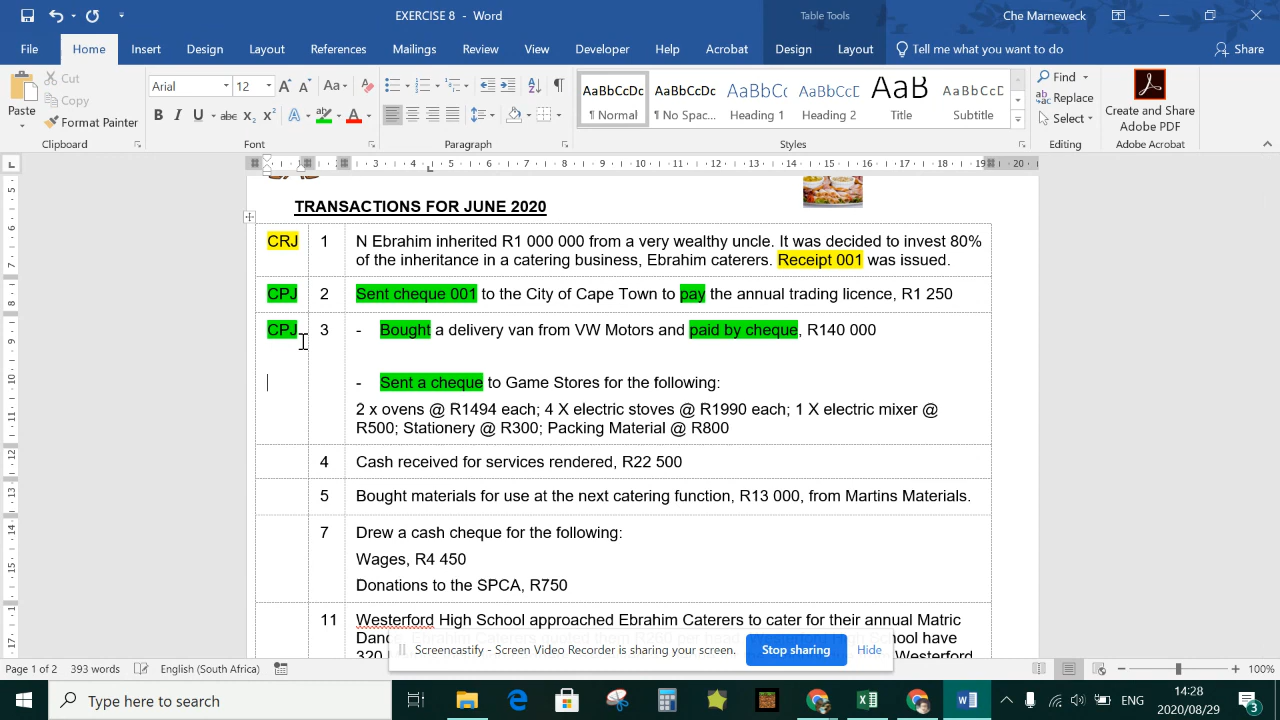 EXERCISE 8 - Word
Table Tools
Che Marneweck
File Home Insert Design Layout References Mailings Review View Developer Help Acrobat Design Layout Tell me what you want to do Share
Paste
Cut
Copy
Format Painter
Clipboard
Arial 12
Font
Paragraph
AaBbCcDc AaBbCcDc AaBbCc AaBbCcD AaB AaBbCcD
¶ Normal ¶ No Spac... Heading 1 Heading 2 Title Subtitle
Styles
Find
Replace
Select
Editing
Create and Share
Adobe PDF
Adobe Acrobat
TRANSACTIONS FOR JUNE 2020
CRJ 1 N Ebrahim inherited R1 000 000 from a very wealthy uncle. It was decided to invest 80%
of the inheritance in a catering business, Ebrahim caterers. Receipt 001 was issued.
CPJ 2 Sent cheque 001 to the City of Cape Town to pay the annual trading licence, R1 250
CPJ 3 - Bought a delivery van from VW Motors and paid by cheque, R140 000
- Sent a cheque to Game Stores for the following:
2 x ovens @ R1494 each; 4 X electric stoves @ R1990 each; 1 X electric mixer @
R500; Stationery @ R300; Packing Material @ R800
4 Cash received for services rendered, R22 500
5 Bought materials for use at the next catering function, R13 000, from Martins Materials.
7 Drew a cash cheque for the following:
Wages, R4 450
Donations to the SPCA, R750
11 Westerford High School approached Ebrahim Caterers to cater for their annual Matric
School have
320 Westerford
Screencastify - Screen Video Recorder is sharing your screen. Stop sharing Hide
Page 1 of 2 393 words English (South Africa) 100%
Type here to search
ENG
14:28
2020/08/29
3